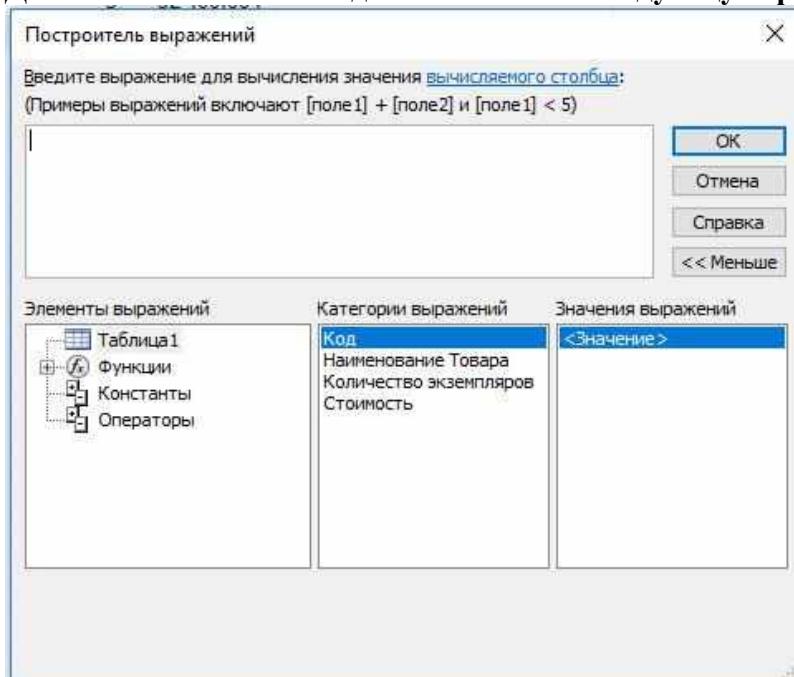 Построитель выражений
Введите выражение для вычисления значения вычисляемого столбца:
(Примеры выражений включают [поле1] + [поле2] и [поле1] < 5)
ОК
Отмена
Справка
<< Меньше
Элементы выражений
Категории выражений
Значения выражений
Таблица1
Функции
Константы
Операторы
Код
Наименование Товара
Количество экземпляров
Стоимость
<Значение>